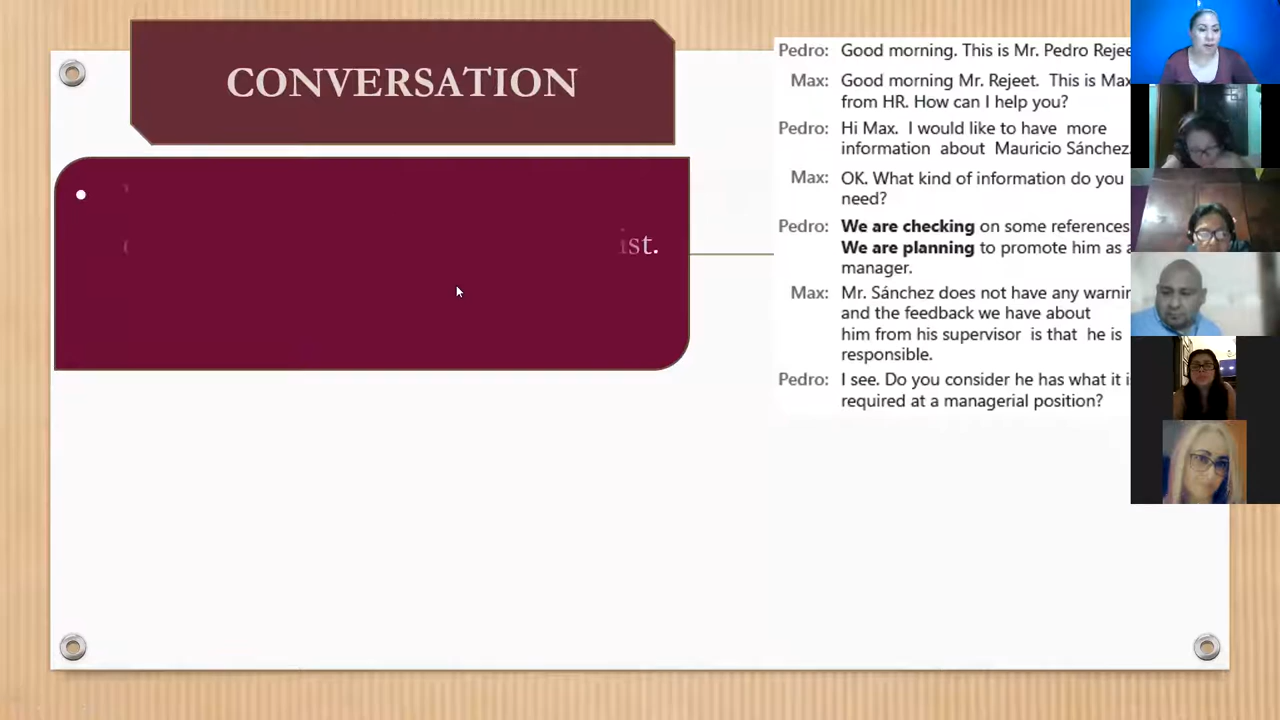 CONVERSATION
Pedro: Good morning. This is Mr. Pedro
Max: Good morning Mr. Rejeet. This is Max
from HR. How can I help you?
Pedro: Hi Max. I would like to have more
information about Mauricio Sánchez.
Max: OK. What kind of information do you
need?
Pedro: We are checking on some references
We are planning to promote him as a
manager.
Max: Mr. Sánchez does not have any
and the feedback we have about
him from his supervisor is that he is
responsible.
Pedro: I see. Do you consider he has what it
required at a managerial position?